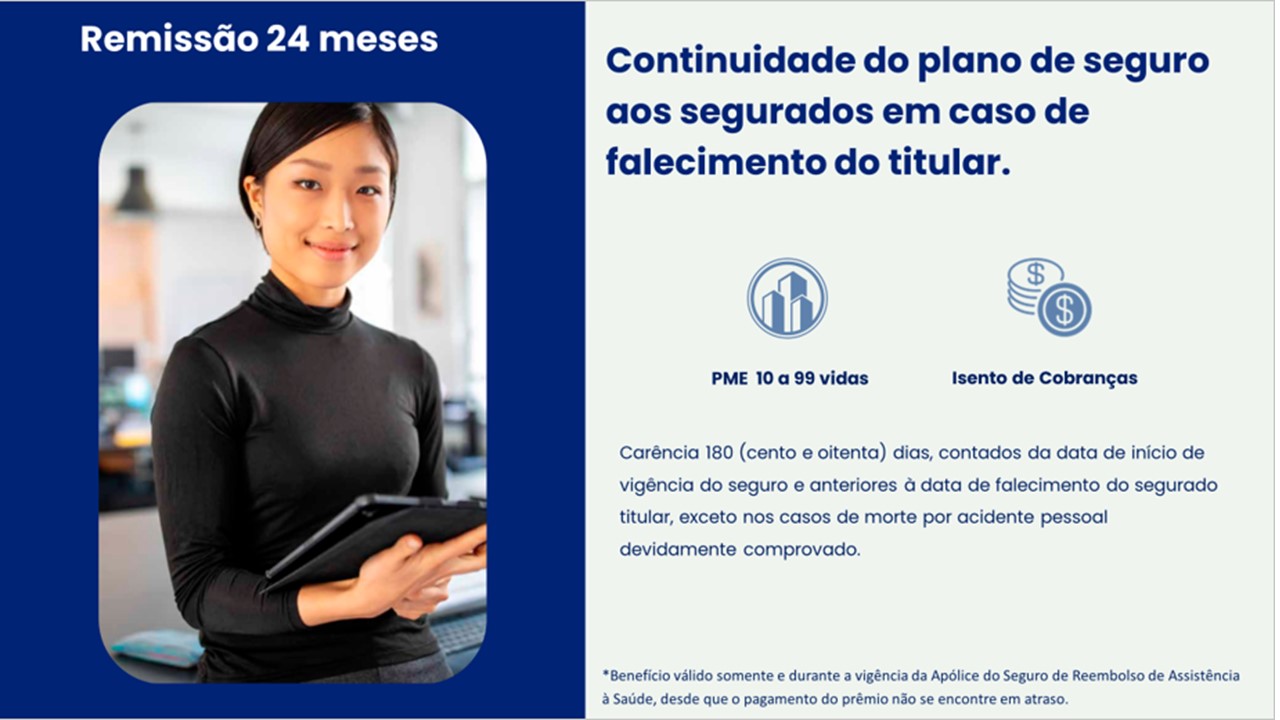 Remissão 24 meses
Continuidade do plano de seguro
aos segurados em caso de
falecimento do titular.
PME 10 a 99 vidas
Isento de Cobranças
Carência 180 (cento e oitenta) dias, contados da data de início de
vigência do seguro e anteriores à data de falecimento do segurado
titular, exceto nos casos de morte por acidente pessoal
devidamente comprovado.
*Benefício válido somente e durante a vigência da Apólice do Seguro de Reembolso de Assistência
à Saúde, desde que o pagamento do prêmio não se encontre em atraso.